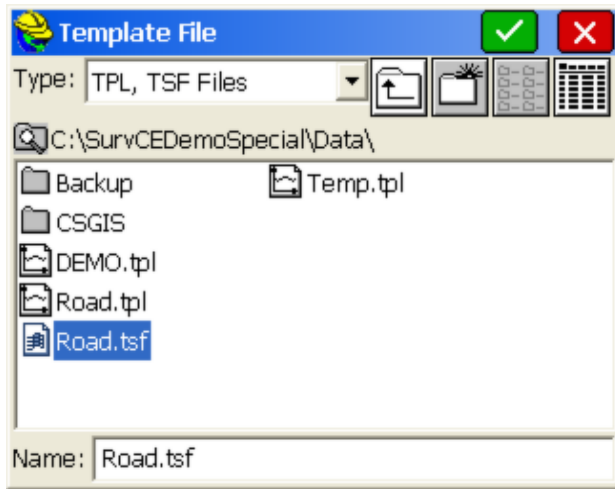 Template File
Type: TPL, TSF Files
C:\SurvCEDemoSpecial\Data\
Backup
CSGIS
DEMO.tpl
Road.tpl
Road.tsf
Temp.tpl
Name: Road.tsf